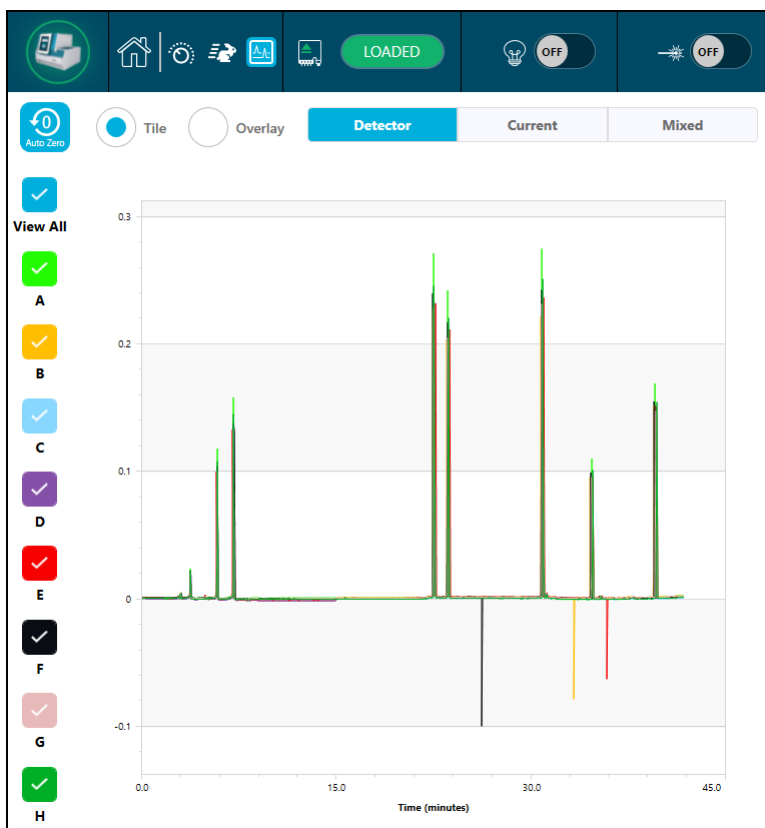 LOADED
OFF
OFF
0
Auto Zero
Tile
Overlay
Detector
Current
Mixed
View All
A
B
C
D
E
F
G
H
0.3
0.2
0.1
0
-0.1
0.0
15.0
30.0
45.0
Time (minutes)